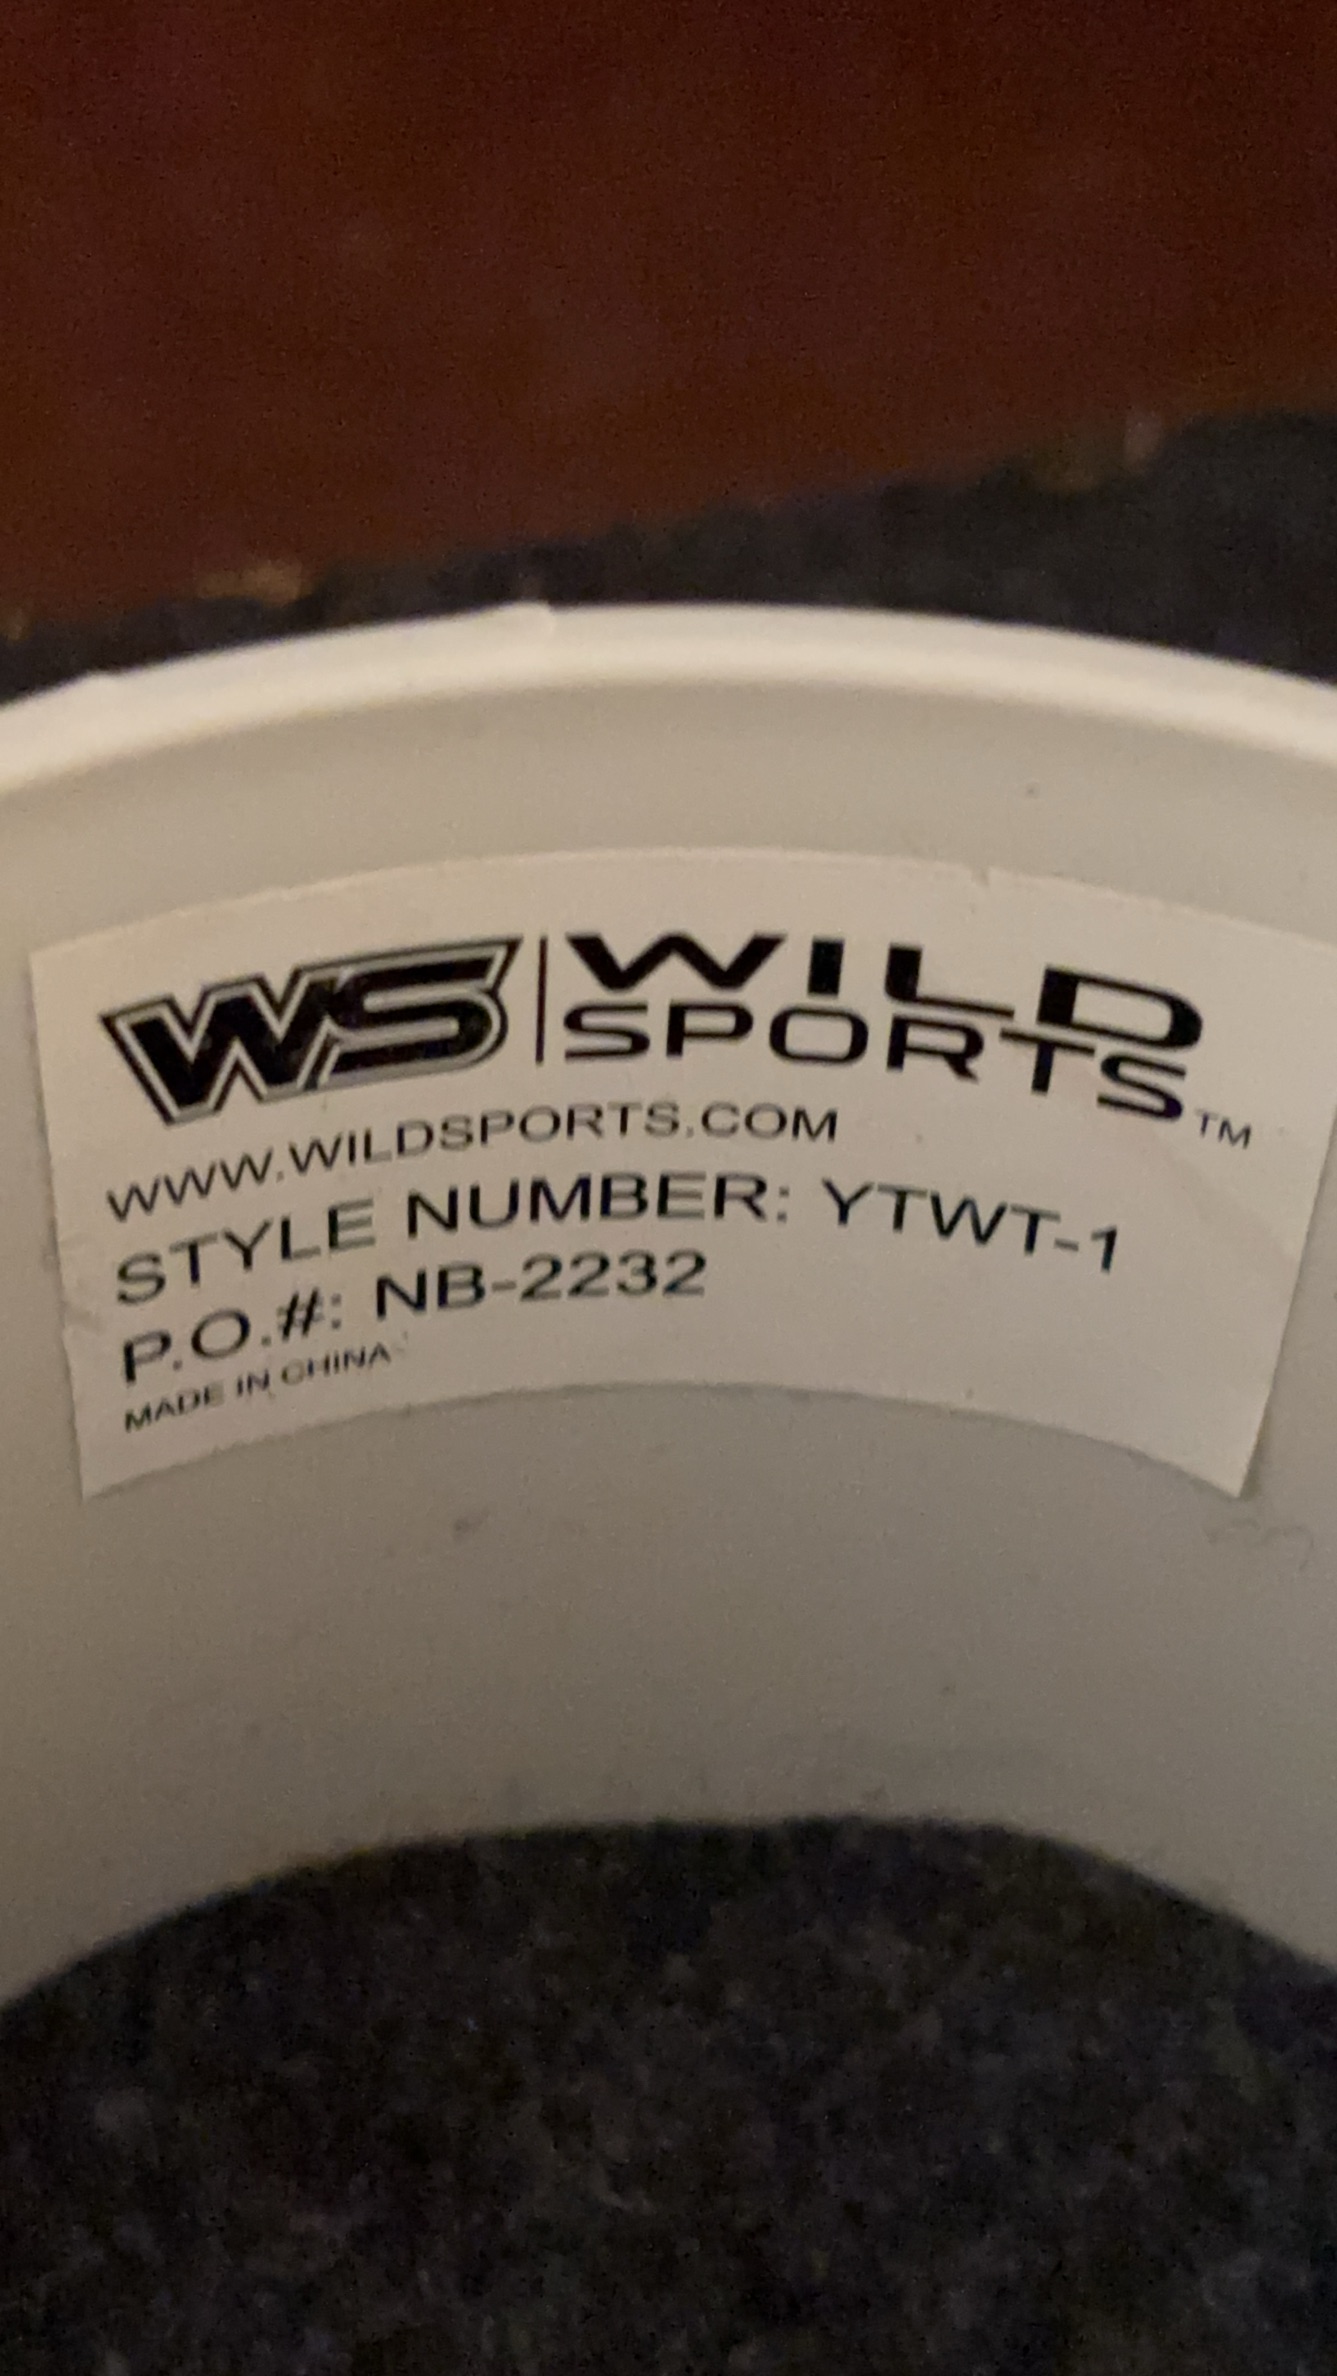 WS | WILD
SPORTS™
WWW.WILDSPORTS.COM
STYLE NUMBER: YTWT-1
P.O.#: NB-2232
MADE IN CHINA